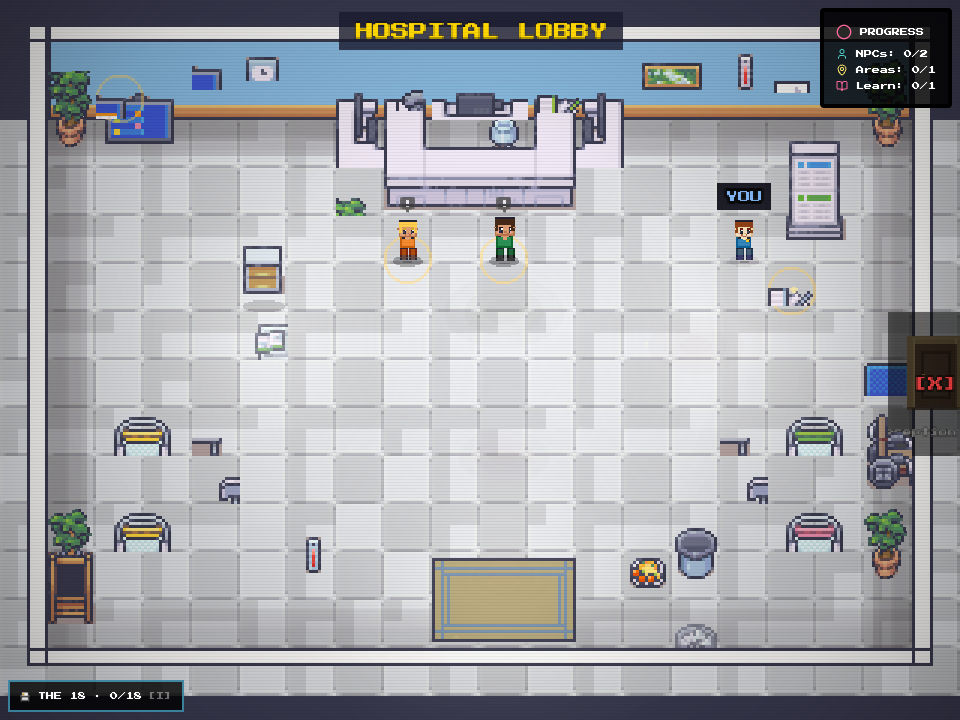 HOSPITAL LOBBY
PROGRESS
NPCs: 0/2
Areas: 0/1
Learn: 0/1
!
!
YOU
[X]
THE 18 · 0/18 [I]